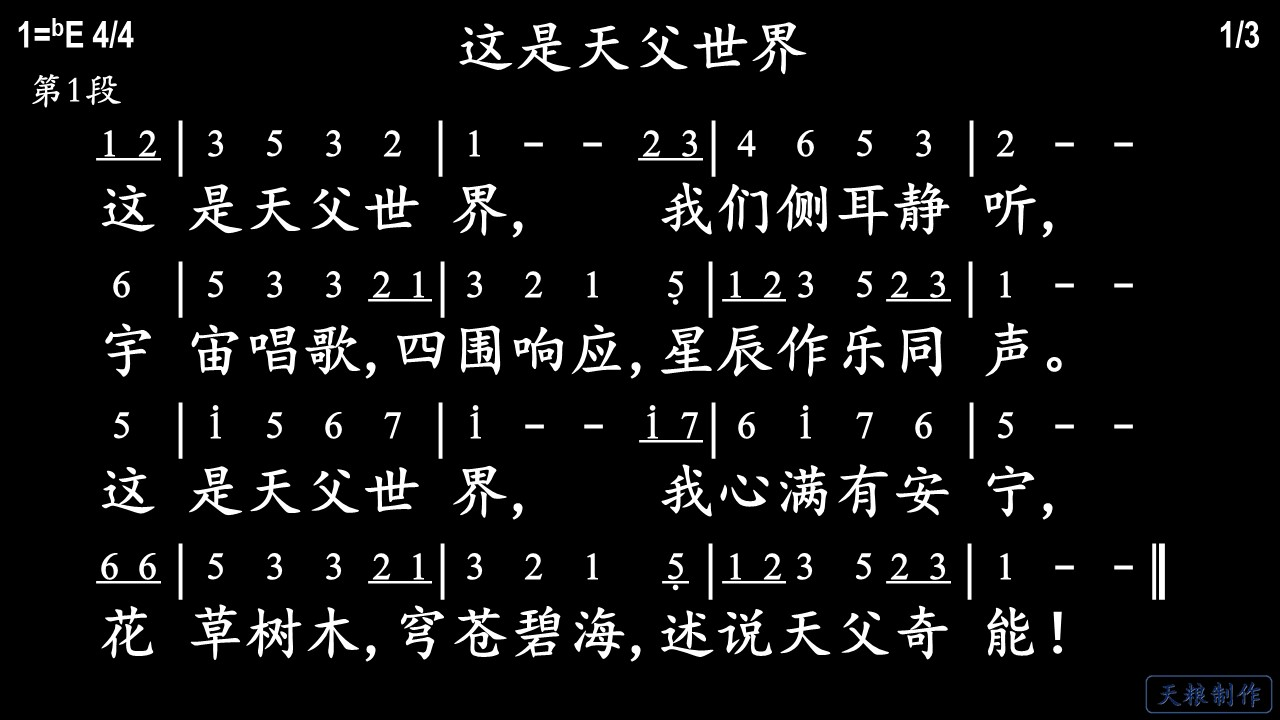 1=ᵇE 4/4
这是天父世界
1/3
第1段
1 2 | 3 5 3 2 | 1 - - 2 3 | 4 6 5 3 | 2 - -
这 是天父世 界, 我们侧耳静 听,
6 | 5 3 3 2 1 | 3 2 1 5̣ | 1 2 3 5 2 3 | 1 - -
宇 宙唱歌,四围响应,星辰作乐同 声。
5 | i 5 6 7 | i - - i 7 | 6 i 7 6 | 5 - -
这 是天父世 界, 我心满有安 宁,
6 6 | 5 3 3 2 1 | 3 2 1 5̣ | 1 2 3 5 2 3 | 1 - - ‖
花 草树木,穹苍碧海,述说天父奇 能!
天粮制作